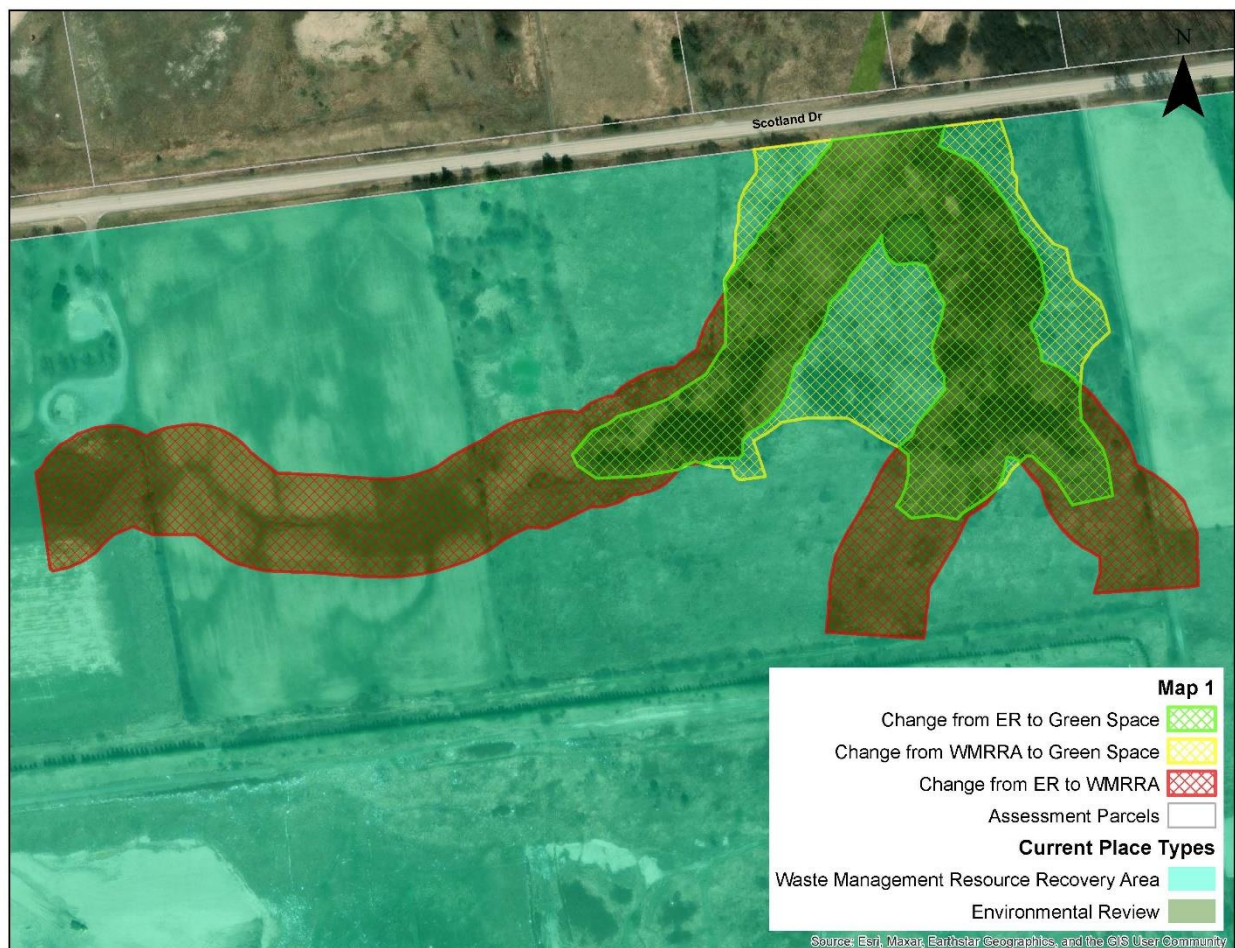 N
Scotland Dr
Map 1
Change from ER to Green Space
Change from WMRRA to Green Space
Change from ER to WMRRA
Assessment Parcels
Current Place Types
Waste Management Resource Recovery Area
Environmental Review
Source: Esri, Maxar, Earthstar Geographics, and the GIS User Community